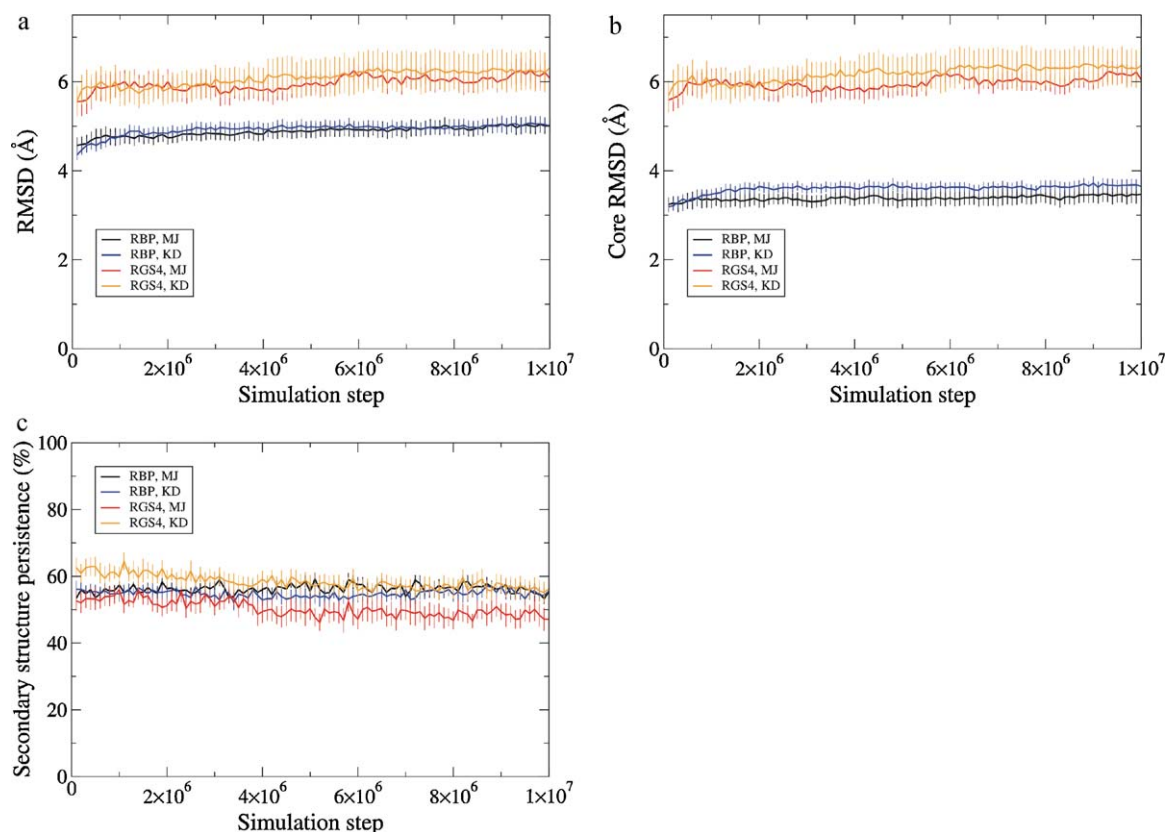 a
RMSD (Å)
6
4
2
0
RBP, MJ
RBP, KD
RGS4, MJ
RGS4, KD
0
2×10⁶
4×10⁶
6×10⁶
8×10⁶
1×10⁷
Simulation step
b
Core RMSD (Å)
6
4
2
0
RBP, MJ
RBP, KD
RGS4, MJ
RGS4, KD
0
2×10⁶
4×10⁶
6×10⁶
8×10⁶
1×10⁷
Simulation step
c
Secondary structure persistence (%)
100
80
60
40
20
0
RBP, MJ
RBP, KD
RGS4, MJ
RGS4, KD
0
2×10⁶
4×10⁶
6×10⁶
8×10⁶
1×10⁷
Simulation step